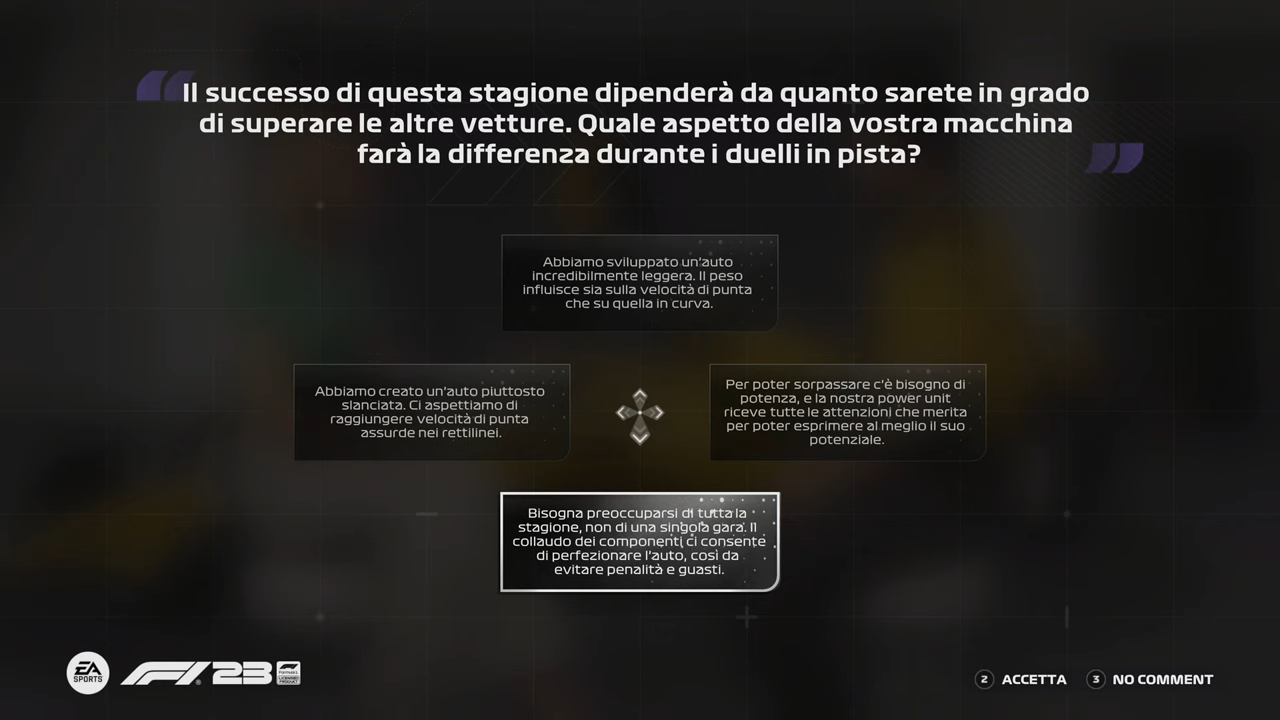 Il successo di questa stagione dipenderà da quanto sarete in grado
di superare le altre vetture. Quale aspetto della vostra macchina
farà la differenza durante i duelli in pista?
Abbiamo sviluppato un'auto
incredibilmente leggera. Il peso
influisce sia sulla velocità di punta
che su quella in curva.
Abbiamo creato un'auto piuttosto
slanciata. Ci aspettiamo di
raggiungere velocità di punta
assurde nei rettilinei.
Per poter sorpassare c'è bisogno di
potenza, e la nostra power unit
riceve tutte le attenzioni che merita
per poter esprimere al meglio il suo
potenziale.
Bisogna preoccuparsi di tutta la
stagione, non di una singola gara. Il
collaudo dei componenti ci consente
di perfezionare l'auto, così da
evitare penalità e guasti.
EA
SPORTS
F1 23
2 ACCETTA
3 NO COMMENT